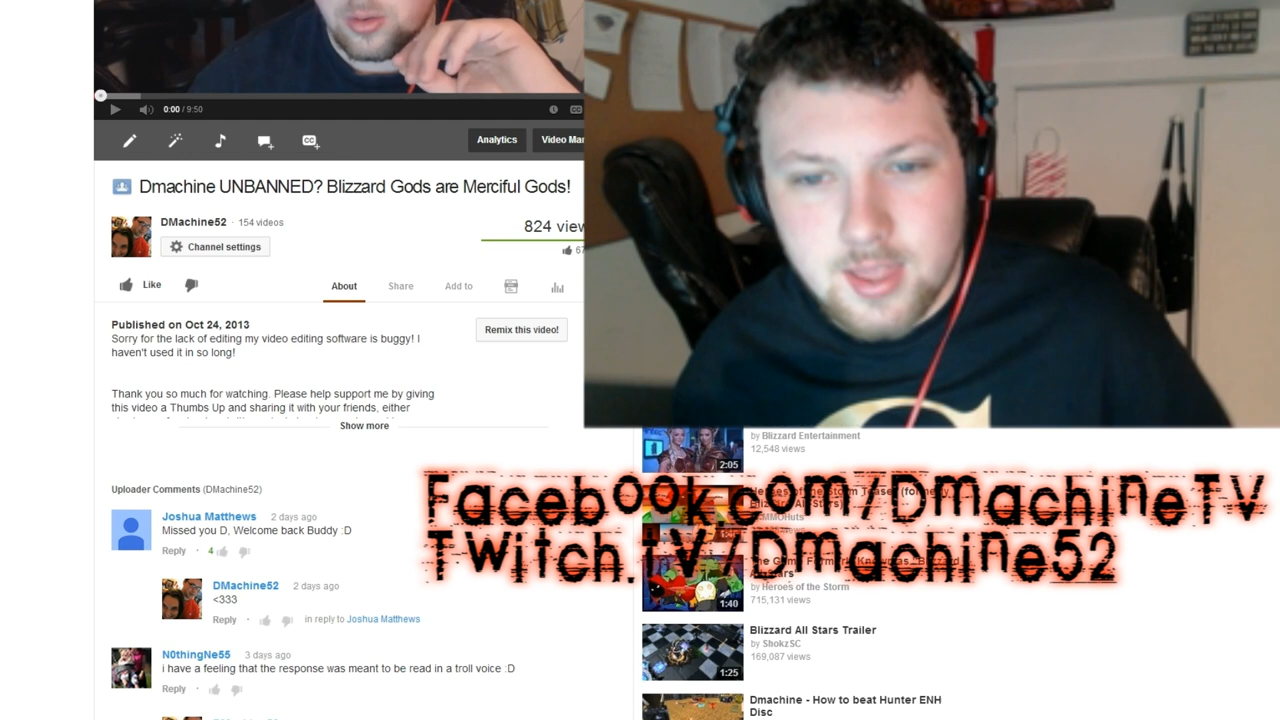 0:00 / 9:50
Analytics
Video Ma
Dmachine UNBANNED? Blizzard Gods are Merciful Gods!
DMachine52 · 154 videos
Channel settings
824 view
67
Like
About
Share
Add to
Published on Oct 24, 2013
Sorry for the lack of editing my video editing software is buggy! I
haven't used it in so long!
Remix this video!
Thank you so much for watching. Please help support me by giving
this video a Thumbs Up and sharing it with your friends, either
Show more
by Blizzard Entertainment
12,548 views
2:05
Uploader Comments (DMachine52)
Facebook.com/DmachineTV
Twitch.tv/Dmachine52
Joshua Matthews 2 days ago
Missed you D, Welcome back Buddy :D
Reply · 4
DMachine52 2 days ago
<333
Reply · in reply to Joshua Matthews
by Heroes of the Storm
715,131 views
1:40
Blizzard All Stars Trailer
by ShokzSC
169,087 views
1:25
N0thingNe55 3 days ago
i have a feeling that the response was meant to be read in a troll voice :D
Reply ·
Dmachine - How to beat Hunter ENH
Disc